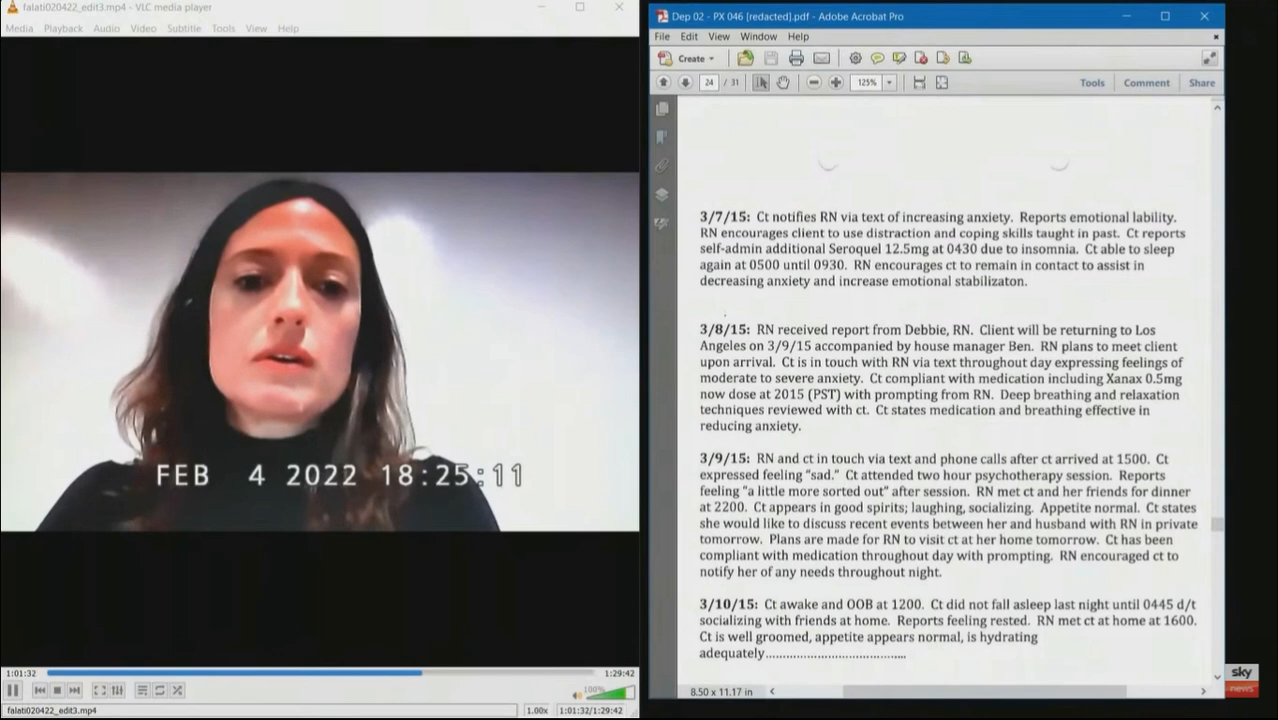 falati020422_edit3.mp4 - VLC media player
Media Playback Audio Video Subtitle Tools View Help
FEB 4 2022 18:25:11
1:01:32
1:29:42
100%
falati020422_edit3.mp4
1.00x
1:01:32/1:29:42
Dep 02 - PX 046 [redacted].pdf - Adobe Acrobat Pro
File Edit View Window Help
Create
24 / 31
125%
Tools Comment Share
3/7/15: Ct notifies RN via text of increasing anxiety. Reports emotional lability.
RN encourages client to use distraction and coping skills taught in past. Ct reports
self-admin additional Seroquel 12.5mg at 0430 due to insomnia. Ct able to sleep
again at 0500 until 0930. RN encourages ct to remain in contact to assist in
decreasing anxiety and increase emotional stabilizaton.
3/8/15: RN received report from Debbie, RN. Client will be returning to Los
Angeles on 3/9/15 accompanied by house manager Ben. RN plans to meet client
upon arrival. Ct is in touch with RN via text throughout day expressing feelings of
moderate to severe anxiety. Ct compliant with medication including Xanax 0.5mg
now dose at 2015 (PST) with prompting from RN. Deep breathing and relaxation
techniques reviewed with ct. Ct states medication and breathing effective in
reducing anxiety.
3/9/15: RN and ct in touch via text and phone calls after ct arrived at 1500. Ct
expressed feeling "sad." Ct attended two hour psychotherapy session. Reports
feeling "a little more sorted out" after session. RN met ct and her friends for dinner
at 2200. Ct appears in good spirits; laughing, socializing. Appetite normal. Ct states
she would like to discuss recent events between her and husband with RN in private
tomorrow. Plans are made for RN to visit ct at her home tomorrow. Ct has been
compliant with medication throughout day with prompting. RN encouraged ct to
notify her of any needs throughout night.
3/10/15: Ct awake and OOB at 1200. Ct did not fall asleep last night until 0445 d/t
socializing with friends at home. Reports feeling rested. RN met ct at home at 1600.
Ct is well groomed, appetite appears normal, is hydrating
adequately.......................................
8.50 x 11.17 in
sky
news